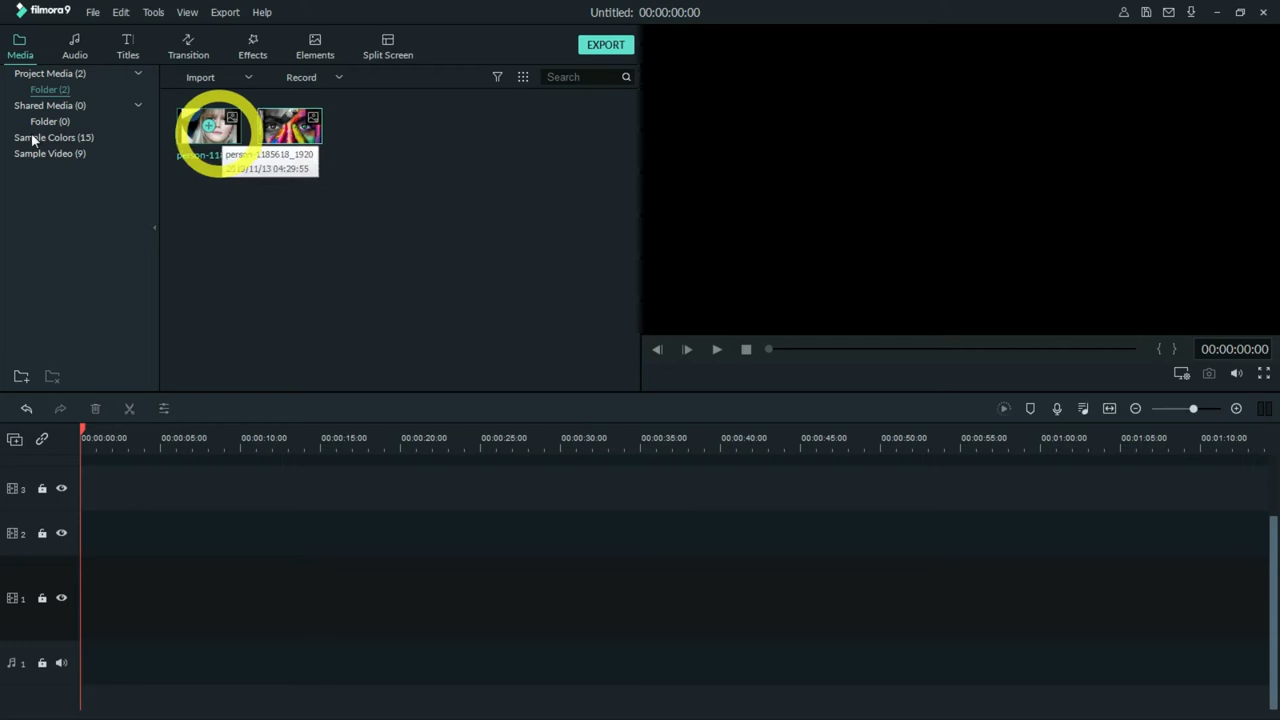 filmora9 File Edit Tools View Export Help Untitled: 00:00:00:00
Media Audio Titles Transition Effects Elements Split Screen EXPORT
Project Media (2) Import Record Search
Folder (2)
Shared Media (0)
Folder (0)
Sample Colors (15)
Sample Video (9)
person-118
person-1185618_1920
2019/11/13 04:29:55
00:00:00:00
00:00:00:00 00:00:05:00 00:00:10:00 00:00:15:00 00:00:20:00 00:00:25:00 00:00:30:00 00:00:35:00 00:00:40:00 00:00:45:00 00:00:50:00 00:00:55:00 00:01:00:00 00:01:05:00 00:01:10:00
3
2
1
1